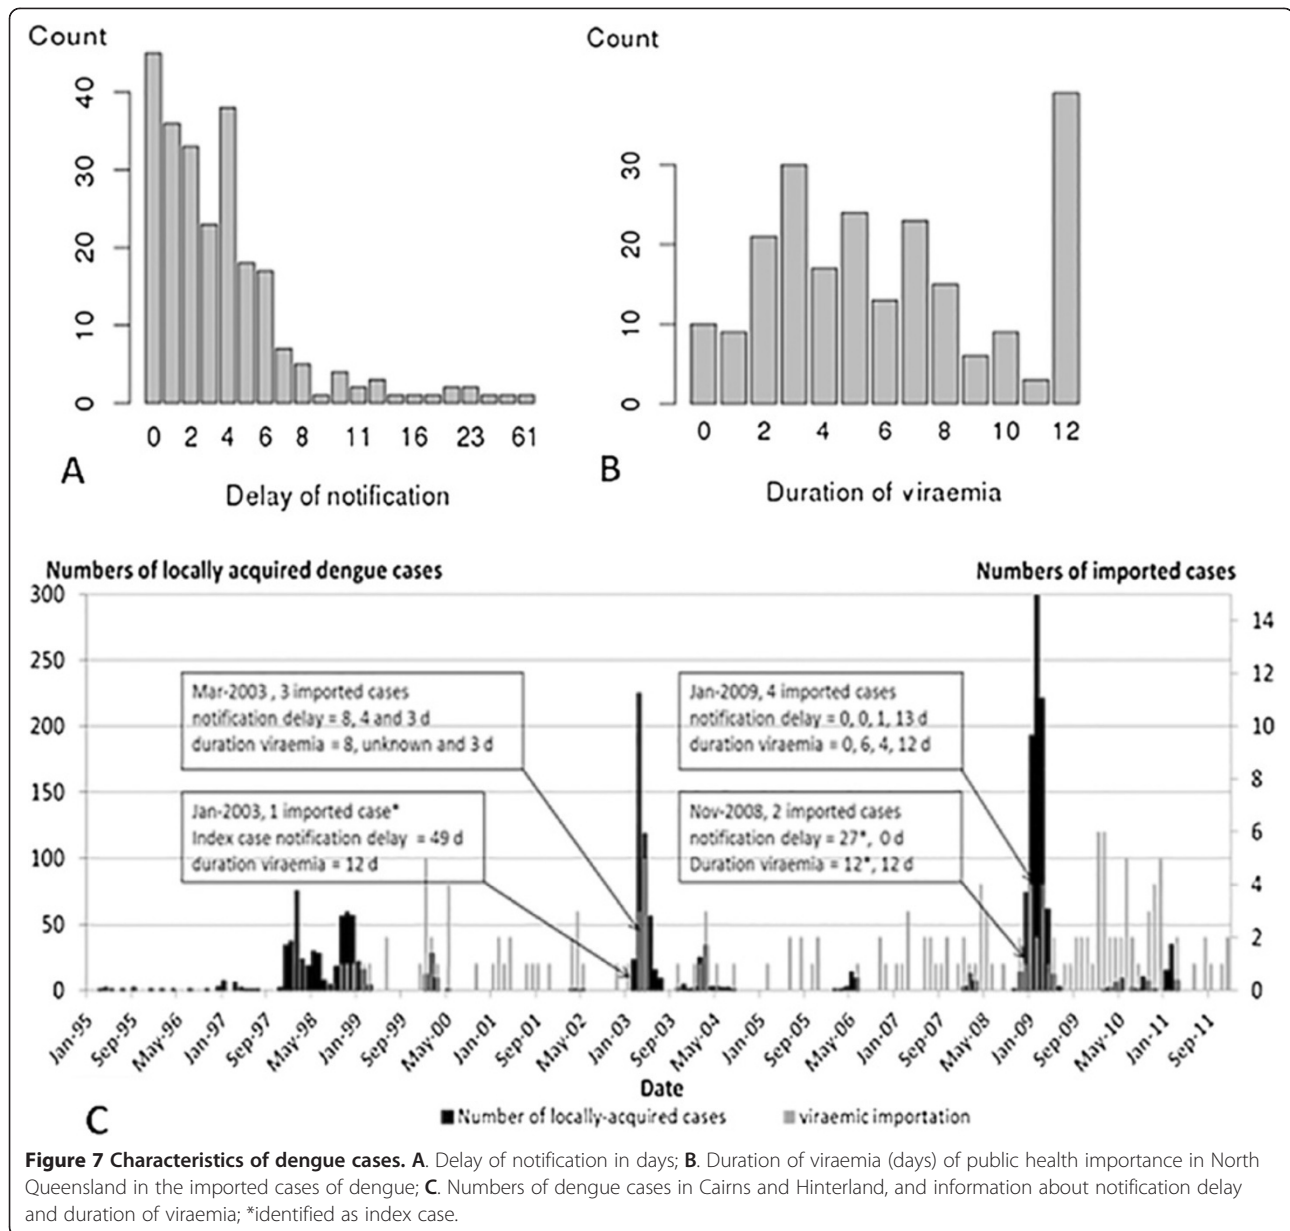 Count
40
30
20
10
0
0 2 4 6 8 11 16 23 61
A
Delay of notification
Count
30
20
10
0
0 2 4 6 8 10 12
B
Duration of viraemia
Numbers of locally acquired dengue cases
Numbers of imported cases
300
250
200
150
100
50
0
14
12
10
8
6
4
2
0
Mar-2003, 3 imported cases
notification delay = 8, 4 and 3 d
duration viraemia = 8, unknown and 3 d
Jan-2003, 1 imported case*
Index case notification delay = 49 d
duration viraemia = 12 d
Jan-2009, 4 imported cases
notification delay = 0, 0, 1, 13 d
duration viraemia = 0, 6, 4, 12 d
Nov-2008, 2 imported cases
notification delay = 27*, 0 d
Duration viraemia = 12*, 12 d
Jan-95 Sep-95 May-96 Jan-97 Sep-97 May-98 Jan-99 Sep-99 May-00 Jan-01 Sep-01 May-02 Jan-03 Sep-03 May-04 Jan-05 Sep-05 May-06 Jan-07 Sep-07 May-08 Jan-09 Sep-09 May-10 Jan-11 Sep-11
Date
C
Number of locally-acquired cases viraemic importation
Figure 7 Characteristics of dengue cases. A. Delay of notification in days; B. Duration of viraemia (days) of public health importance in North
Queensland in the imported cases of dengue; C. Numbers of dengue cases in Cairns and Hinterland, and information about notification delay
and duration of viraemia; *identified as index case.